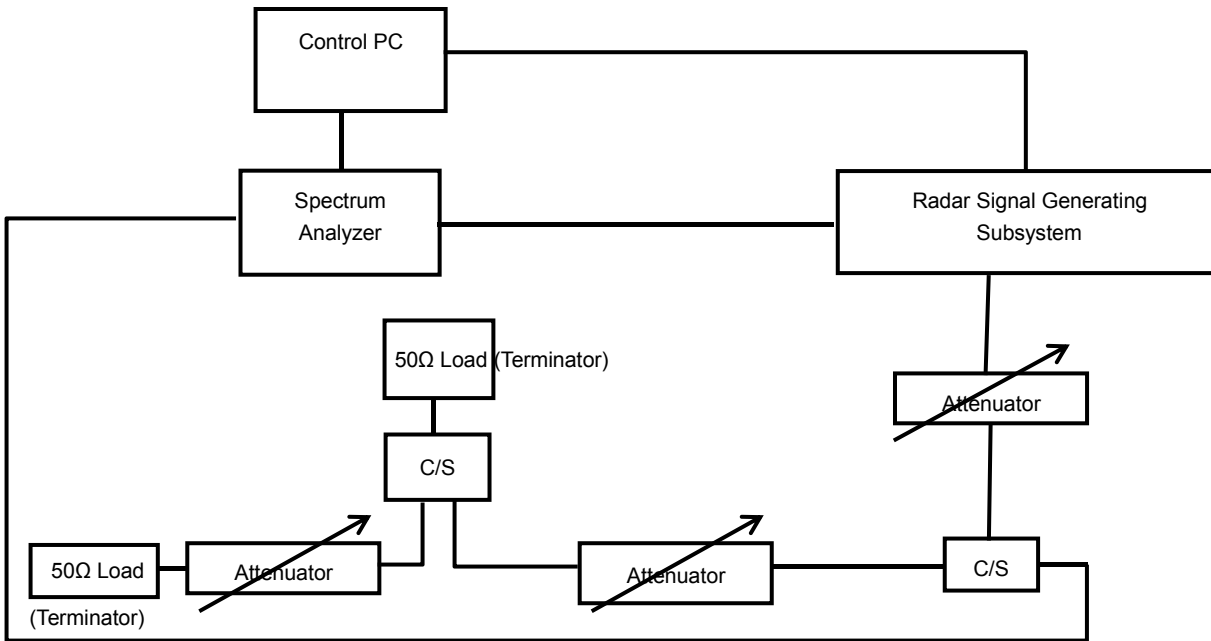 Control PC
Spectrum
Analyzer
Radar Signal Generating
Subsystem
50Ω Load (Terminator)
Attenuator
C/S
50Ω Load
(Terminator)
Attenuator
Attenuator
C/S